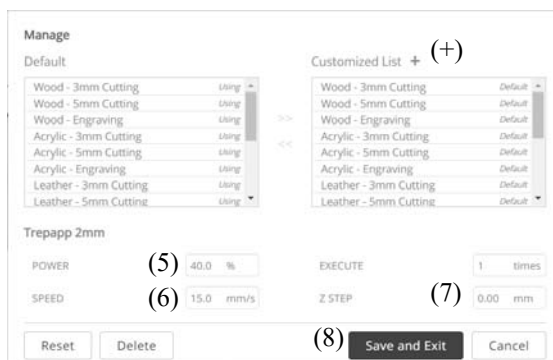 Manage
Default
Customized List + (+)
Wood - 3mm Cutting Using
Wood - 5mm Cutting Using
Wood - Engraving Using
Acrylic - 3mm Cutting Using
Acrylic - 5mm Cutting Using
Acrylic - Engraving Using
Leather - 3mm Cutting Using
Leather - 5mm Cutting Using
>>
<<
Wood - 3mm Cutting Default
Wood - 5mm Cutting Default
Wood - Engraving Default
Acrylic - 3mm Cutting Default
Acrylic - 5mm Cutting Default
Acrylic - Engraving Default
Leather - 3mm Cutting Default
Leather - 5mm Cutting Default
Trepapp 2mm
POWER (5) 40.0 % EXECUTE 1 times
SPEED (6) 15.0 mm/s Z STEP (7) 0.00 mm
Reset Delete (8) Save and Exit Cancel